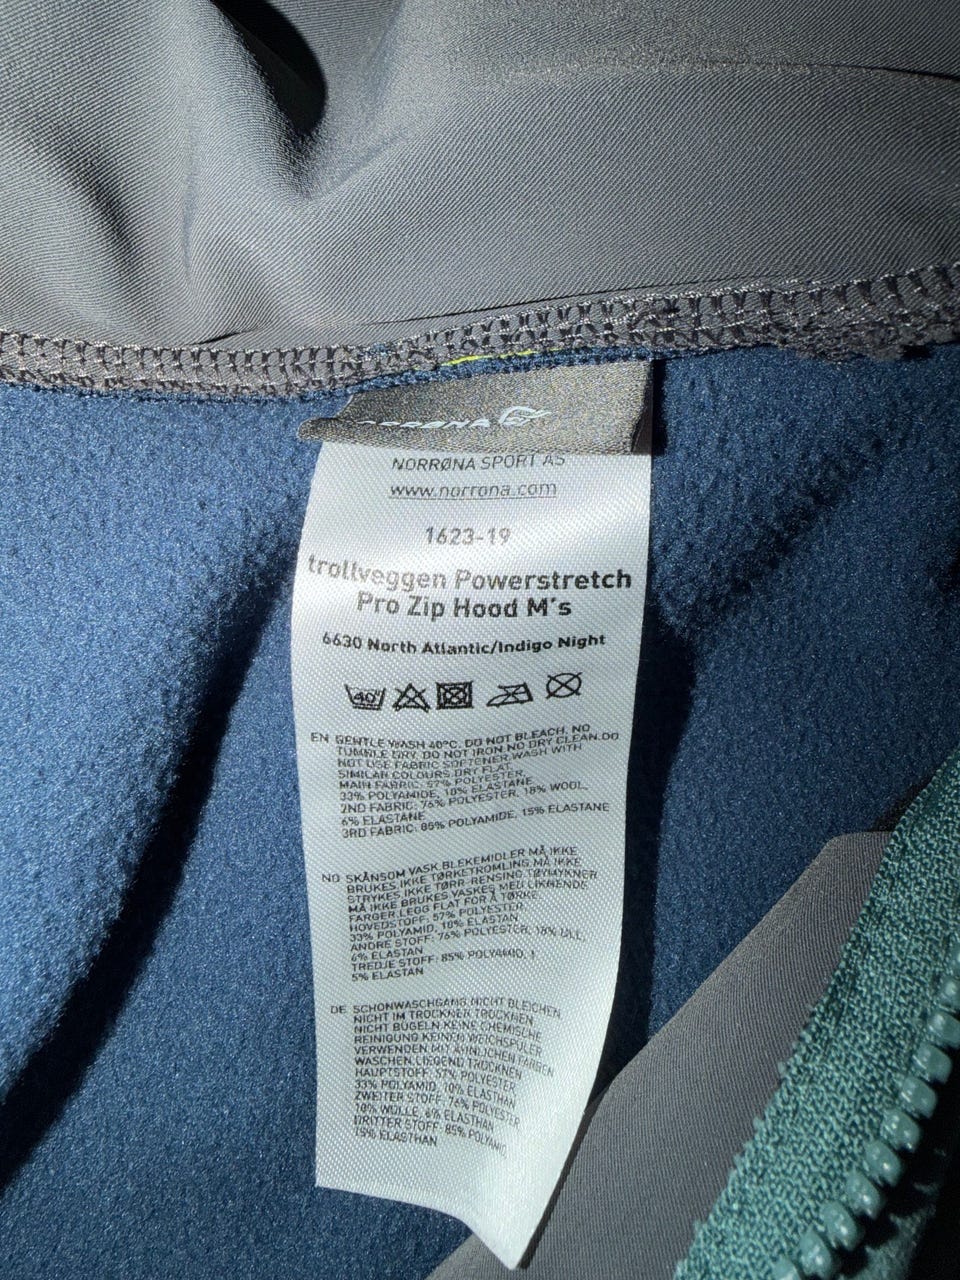 NORRØNA
NORRØNA SPORT AS
www.norrona.com
1623-19
trollveggen Powerstretch
Pro Zip Hood M's
6630 North Atlantic/Indigo Night
40°
EN GENTLE WASH 40°C. DO NOT BLEACH. NO
TUMBLE DRY. DO NOT IRON NO DRY CLEAN.DO
NOT USE FABRIC SOFTENER.WASH WITH
SIMILAR COLOURS.DRY FLAT.
MAIN FABRIC: 57% POLYESTER,
33% POLYAMIDE, 10% ELASTANE
2ND FABRIC: 76% POLYESTER, 18% WOOL,
6% ELASTANE
3RD FABRIC: 85% POLYAMIDE, 15% ELASTANE
NO SKÅNSOM VASK BLEKEMIDLER MÅ IKKE
BRUKES.IKKE TØRKETROMLING.MÅ IKKE
STRYKES.IKKE TØRR-RENSING.TØYMYKNER
MÅ IKKE BRUKES.VASKES MED LIKNENDE
FARGER.LEGG FLAT FOR Å TØRKE.
HOVEDSTOFF: 57% POLYESTER,
33% POLYAMID, 10% ELASTAN
ANDRE STOFF: 76% POLYESTER, 18% ULL,
6% ELASTAN
TREDJE STOFF: 85% POLYAMID, 1
5% ELASTAN
DE SCHONWASCHGANG.NICHT BLEICHEN
NICHT IM TROCKNER TROCKNEN
NICHT BÜGELN KEINE CHEMISCHE
REINIGUNG KEINEN WEICHSPÜLER
VERWENDEN MIT ÄHNLICHEN FARBEN
WASCHEN.LIEGEND TROCKNEN
HAUPTSTOFF: 57% POLYESTER
33% POLYAMID, 10% ELASTHAN
ZWEITER STOFF: 76% POLYESTER
18% WOLLE, 6% ELASTHAN
DRITTER STOFF: 85% POLYAMID
15% ELASTHAN